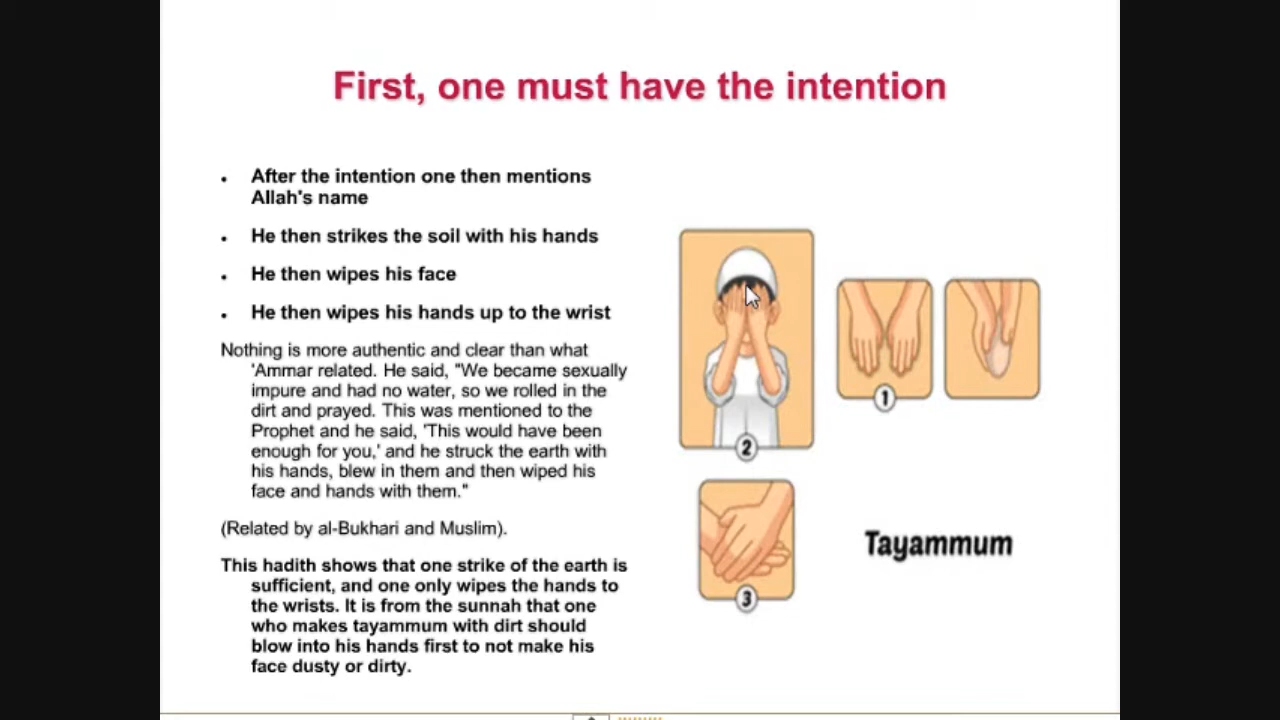 First, one must have the intention
• After the intention one then mentions
Allah's name
• He then strikes the soil with his hands
• He then wipes his face
• He then wipes his hands up to the wrist
Nothing is more authentic and clear than what
'Ammar related. He said, "We became sexually
impure and had no water, so we rolled in the
dirt and prayed. This was mentioned to the
Prophet and he said, 'This would have been
enough for you,' and he struck the earth with
his hands, blew in them and then wiped his
face and hands with them."
(Related by al-Bukhari and Muslim).
This hadith shows that one strike of the earth is
sufficient, and one only wipes the hands to
the wrists. It is from the sunnah that one
who makes tayammum with dirt should
blow into his hands first to not make his
face dusty or dirty.
1
2
3
Tayammum